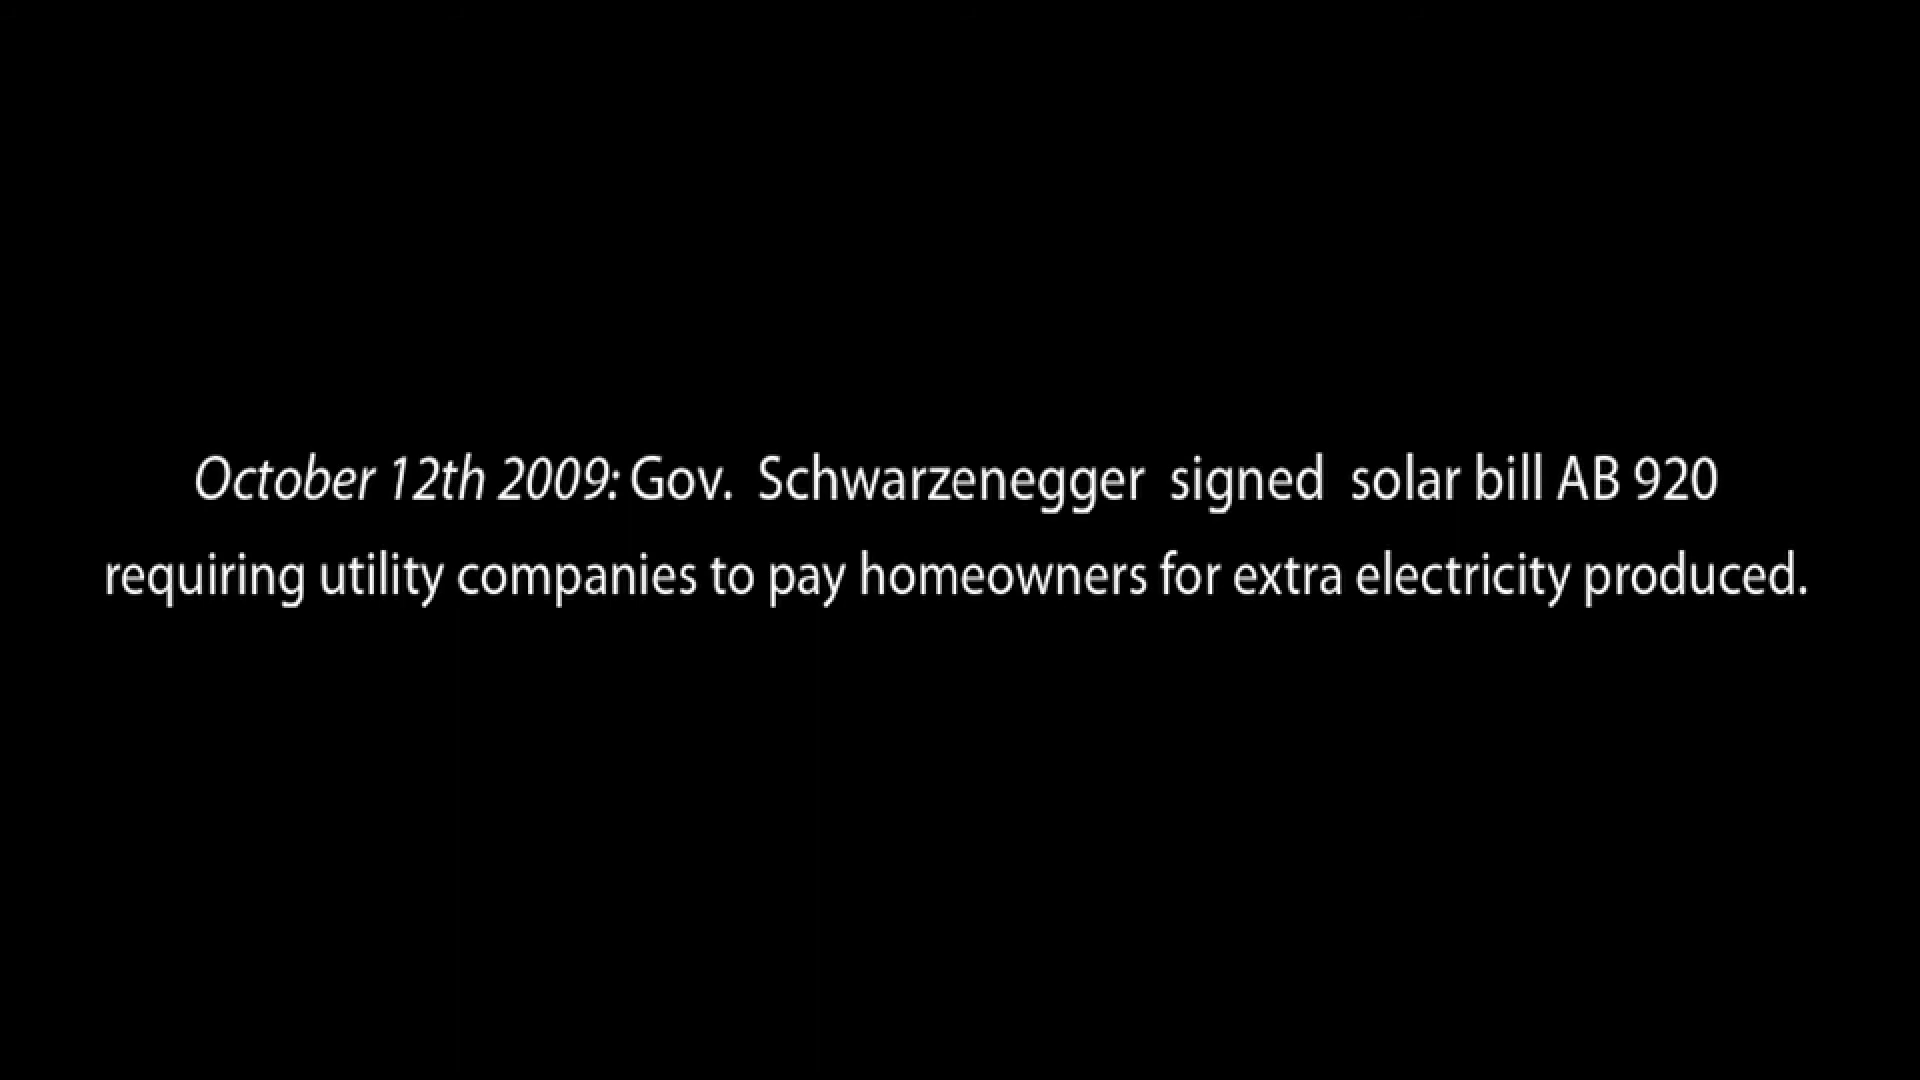 October 12th 2009: Gov. Schwarzenegger signed solar bill AB 920
requiring utility companies to pay homeowners for extra electricity produced.